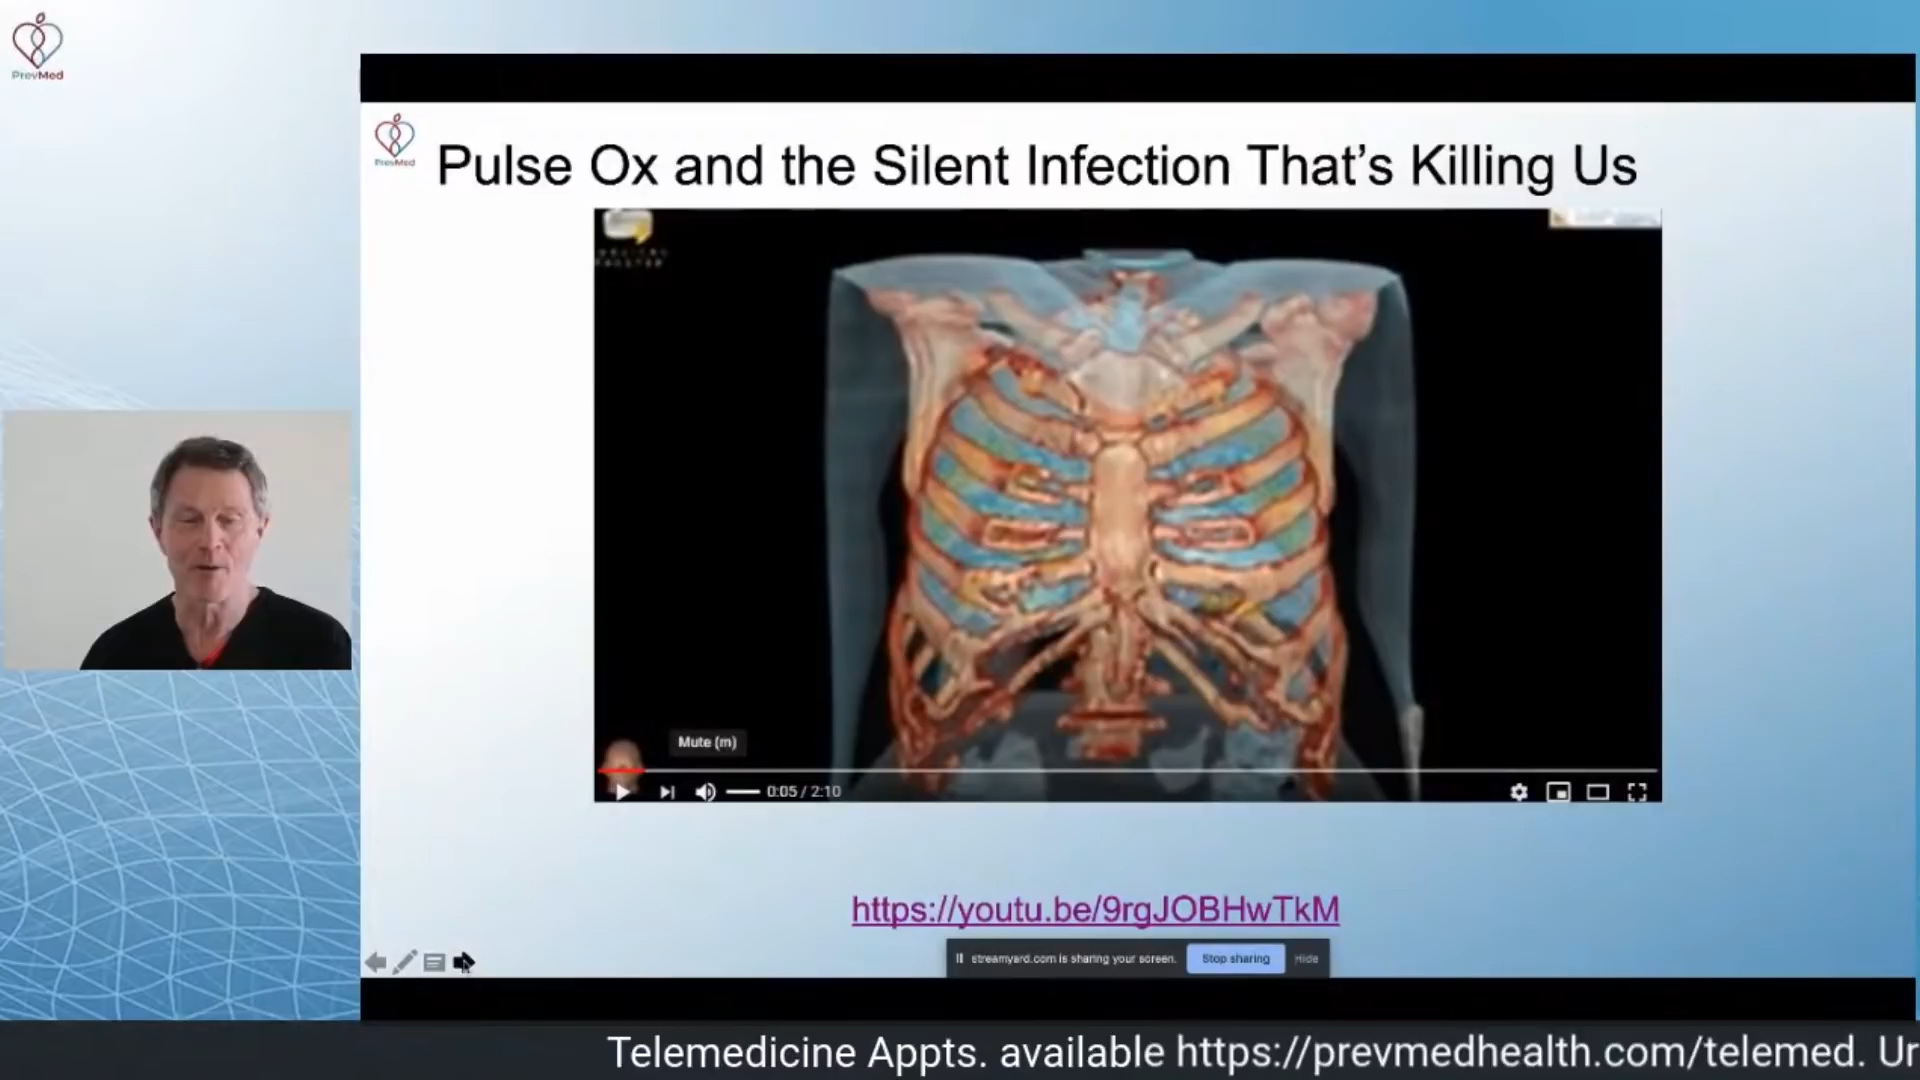 PrevMed
PrevMed
Pulse Ox and the Silent Infection That's Killing Us
Mute (m)
0:05 / 2:10
https://youtu.be/9rgJOBHwTkM
streamyard.com is sharing your screen.
Stop sharing
Hide
Telemedicine Appts. available https://prevmedhealth.com/telemed. Ur